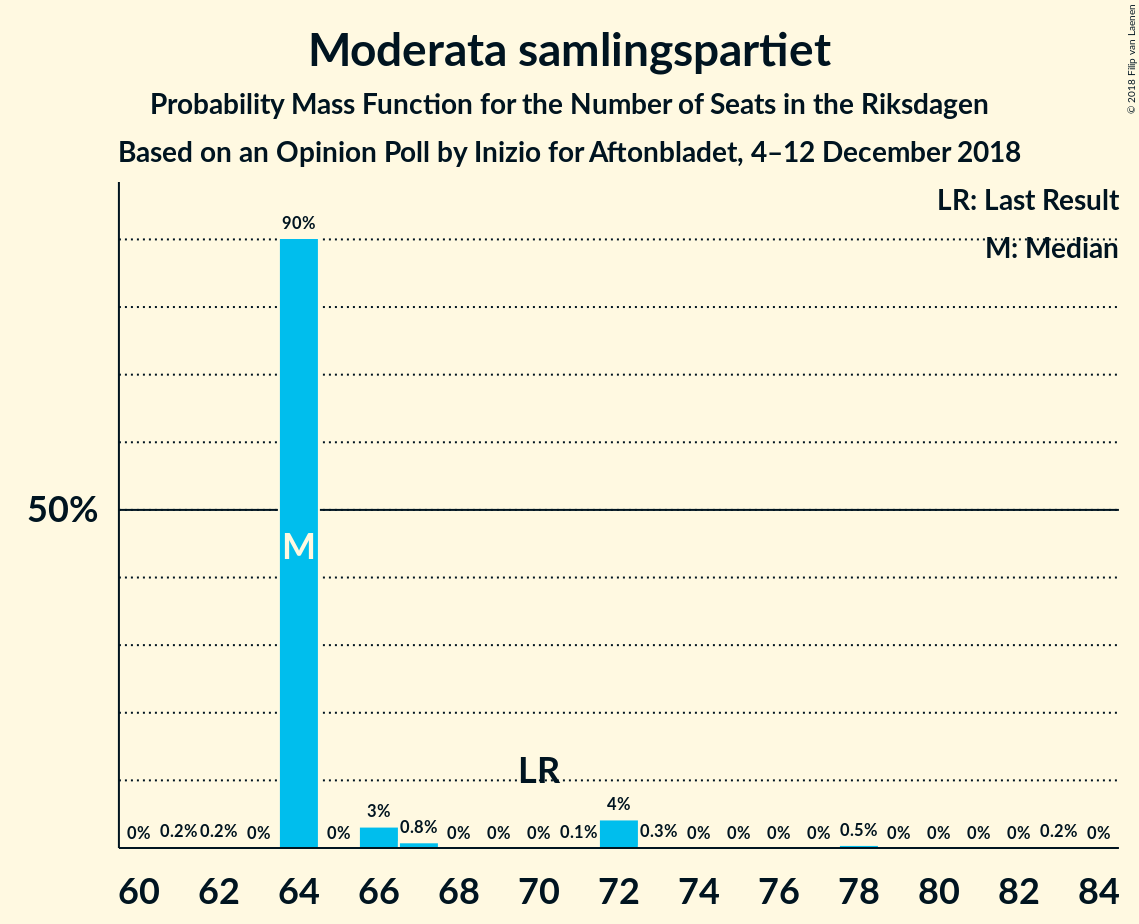 Moderata samlingspartiet
Probability Mass Function for the Number of Seats in the Riksdagen
Based on an Opinion Poll by Inizio for Aftonbladet, 4–12 December 2018
© 2018 Filip van Laenen
LR: Last Result
M: Median
50%
90%
M
LR
0% 0.2% 0.2% 0% 0% 3% 0.8% 0% 0% 0% 0.1% 4% 0.3% 0% 0% 0% 0% 0.5% 0% 0% 0% 0% 0.2% 0%
60 62 64 66 68 70 72 74 76 78 80 82 84